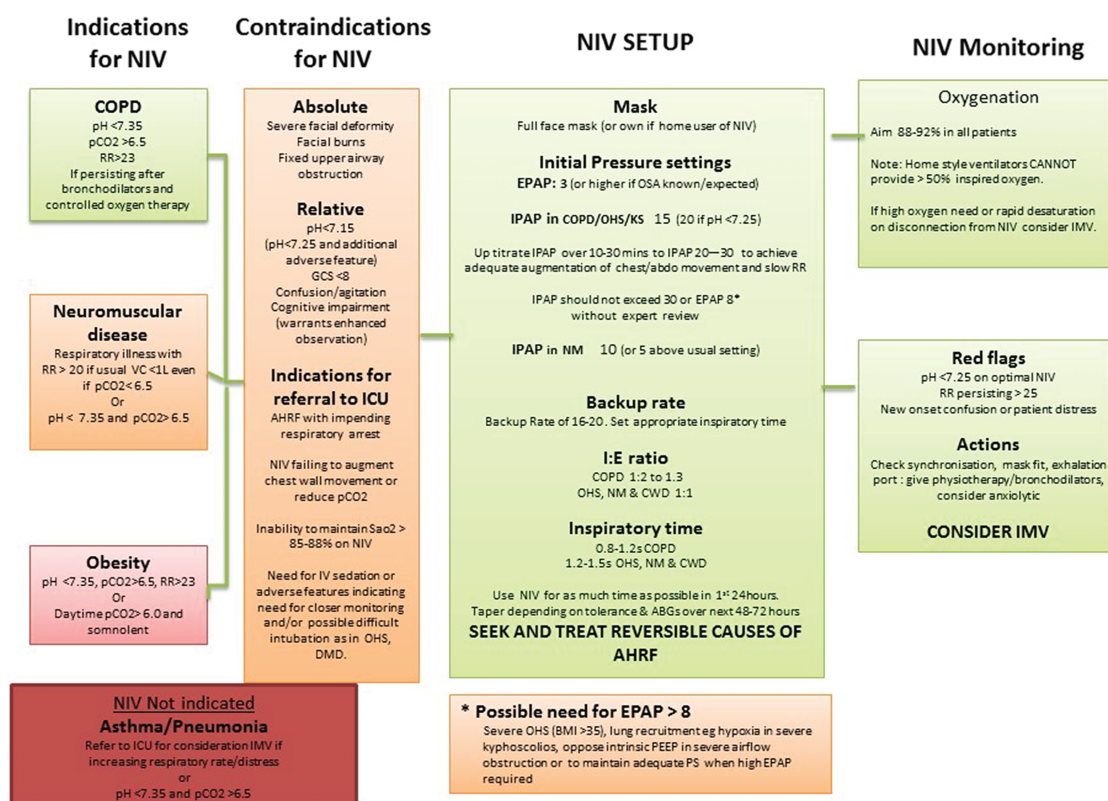 Indications
for NIV
COPD
pH <7.35
pCO2 >6.5
RR>23
If persisting after
bronchodilators and
controlled oxygen therapy
Neuromuscular
disease
Respiratory illness with
RR > 20 if usual VC <1L even
if pCO2< 6.5
Or
pH < 7.35 and pCO2> 6.5
Obesity
pH <7.35, pCO2>6.5, RR>23
Or
Daytime pCO2> 6.0 and
somnolent
NIV Not indicated
Asthma/Pneumonia
Refer to ICU for consideration IMV if
increasing respiratory rate/distress
or
pH <7.35 and pCO2 >6.5
Contraindications
for NIV
Absolute
Severe facial deformity
Facial burns
Fixed upper airway
obstruction
Relative
pH<7.15
(pH<7.25 and additional
adverse feature)
GCS <8
Confusion/agitation
Cognitive impairment
(warrants enhanced
observation)
Indications for
referral to ICU
AHRF with impending
respiratory arrest
NIV failing to augment
chest wall movement or
reduce pCO2
Inability to maintain Sao2 >
85-88% on NIV
Need for IV sedation or
adverse features indicating
need for closer monitoring
and/or possible difficult
intubation as in OHS,
DMD.
NIV SETUP
Mask
Full face mask (or own if home user of NIV)
Initial Pressure settings
EPAP: 3 (or higher if OSA known/expected)
IPAP in COPD/OHS/KS 15 (20 if pH <7.25)
Up titrate IPAP over 10-30 mins to IPAP 20—30 to achieve
adequate augmentation of chest/abdo movement and slow RR
IPAP should not exceed 30 or EPAP 8*
without expert review
IPAP in NM 10 (or 5 above usual setting)
Backup rate
Backup Rate of 16-20. Set appropriate inspiratory time
I:E ratio
COPD 1:2 to 1.3
OHS, NM & CWD 1:1
Inspiratory time
0.8-1.2s COPD
1.2-1.5s OHS, NM & CWD
Use NIV for as much time as possible in 1st 24hours.
Taper depending on tolerance & ABGs over next 48-72 hours
SEEK AND TREAT REVERSIBLE CAUSES OF
AHRF
* Possible need for EPAP > 8
Severe OHS (BMI >35), lung recruitment eg hypoxia in severe
kyphoscolios, oppose intrinsic PEEP in severe airflow
obstruction or to maintain adequate PS when high EPAP
required
NIV Monitoring
Oxygenation
Aim 88-92% in all patients
Note: Home style ventilators CANNOT
provide > 50% inspired oxygen.
If high oxygen need or rapid desaturation
on disconnection from NIV consider IMV.
Red flags
pH <7.25 on optimal NIV
RR persisting > 25
New onset confusion or patient distress
Actions
Check synchronisation, mask fit, exhalation
port : give physiotherapy/bronchodilators,
consider anxiolytic
CONSIDER IMV